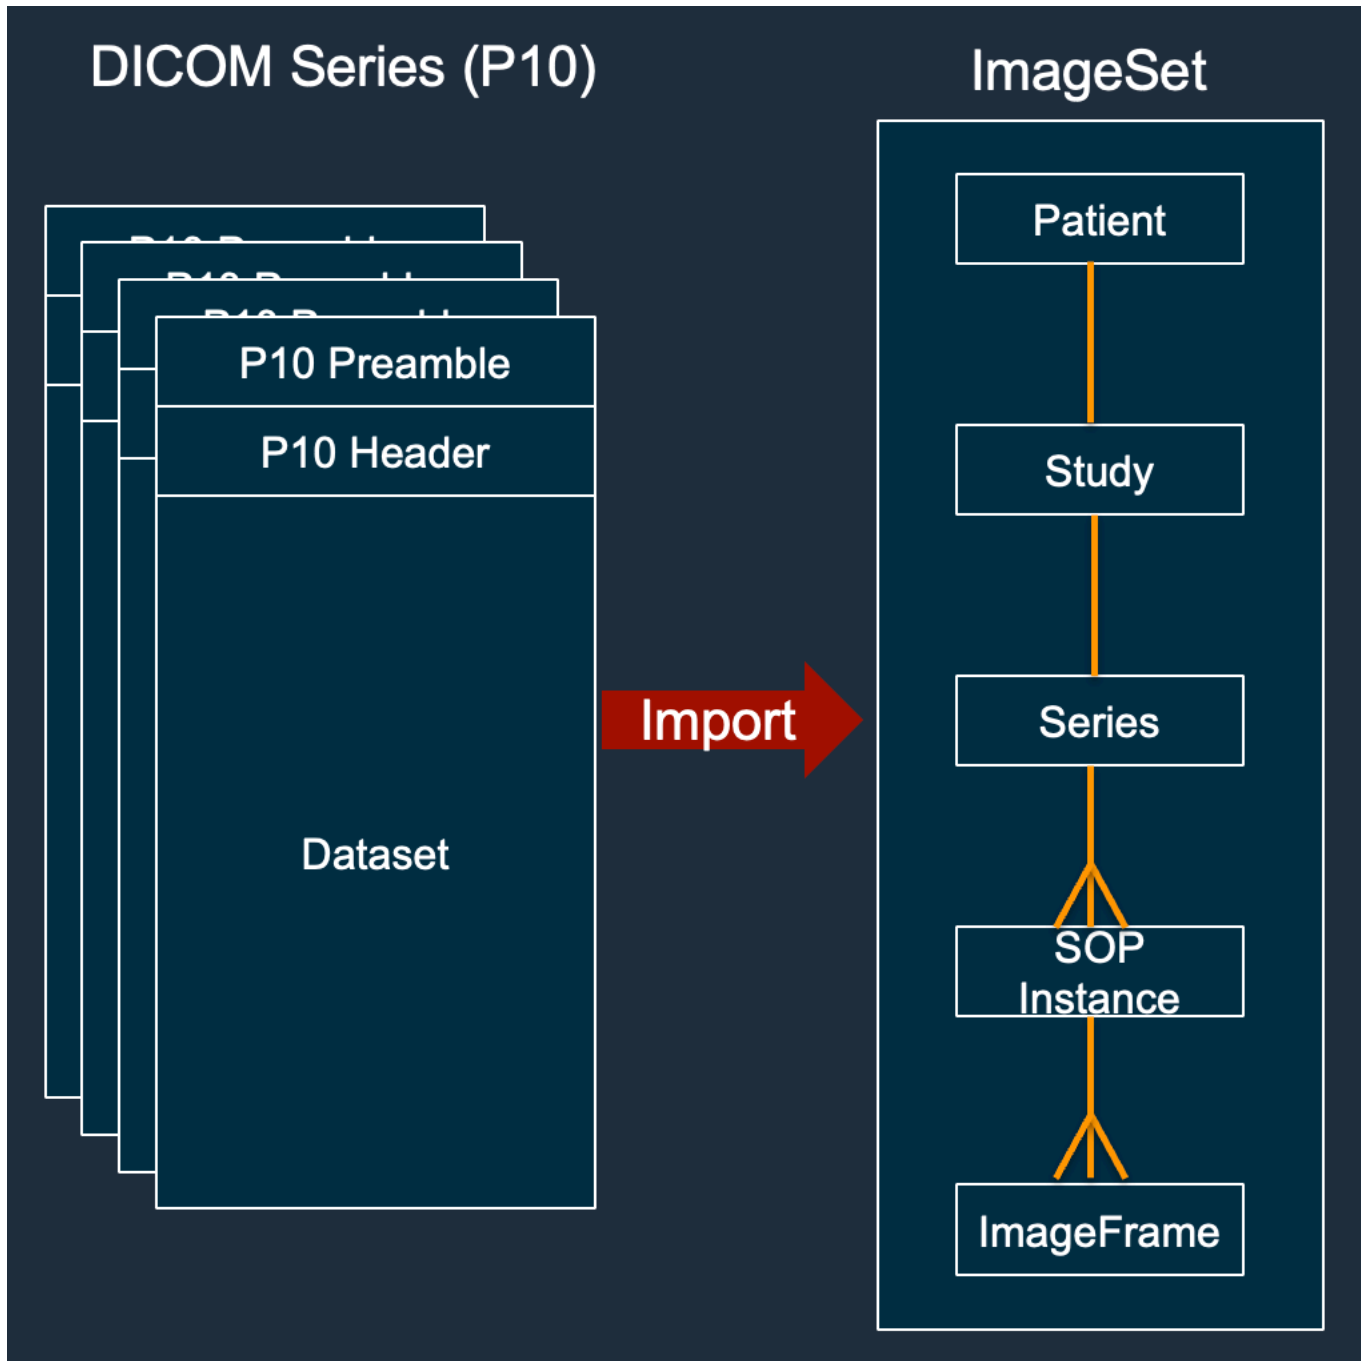 DICOM Series (P10)
ImageSet
P10 Preamble
P10 Header
Dataset
Import
Patient
Study
Series
SOP
Instance
ImageFrame